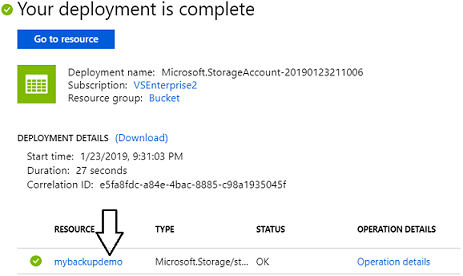 Your deployment is complete
Go to resource
Deployment name: Microsoft.StorageAccount-20190123211006
Subscription: VSEnterprise2
Resource group: Bucket
DEPLOYMENT DETAILS (Download)
Start time: 1/23/2019, 9:31:03 PM
Duration: 27 seconds
Correlation ID: e5fa8fdc-a84e-4bac-8885-c98a1935045f
RESOURCE TYPE STATUS OPERATION DETAILS
mybackupdemo Microsoft.Storage/st... OK Operation details